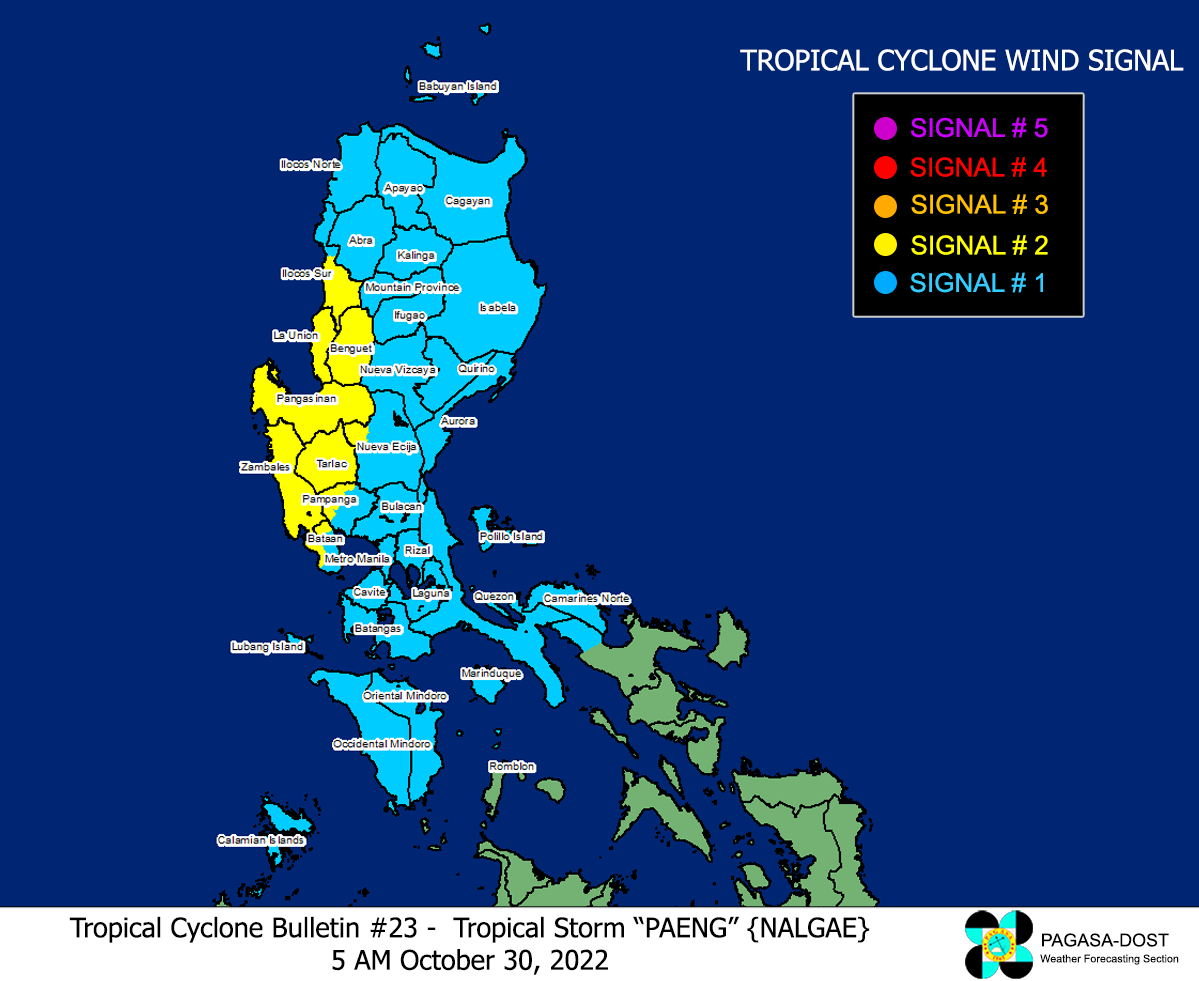 TROPICAL CYCLONE WIND SIGNAL
SIGNAL # 5
SIGNAL # 4
SIGNAL # 3
SIGNAL # 2
SIGNAL # 1
Babuyan Island
Ilocos Norte
Apayao
Cagayan
Abra
Kalinga
Ilocos Sur
Mountain Province
Isabela
Ifugao
La Union
Benguet
Nueva Vizcaya
Quirino
Pangasinan
Aurora
Nueva Ecija
Zambales
Tarlac
Pampanga
Bulacan
Bataan
Polillo Island
Metro Manila
Rizal
Cavite
Laguna
Quezon
Camarines Norte
Batangas
Lubang Island
Marinduque
Oriental Mindoro
Occidental Mindoro
Romblon
Calamian Islands
Tropical Cyclone Bulletin #23 - Tropical Storm “PAENG” {NALGAE}
5 AM October 30, 2022
PAGASA-DOST
Weather Forecasting Section